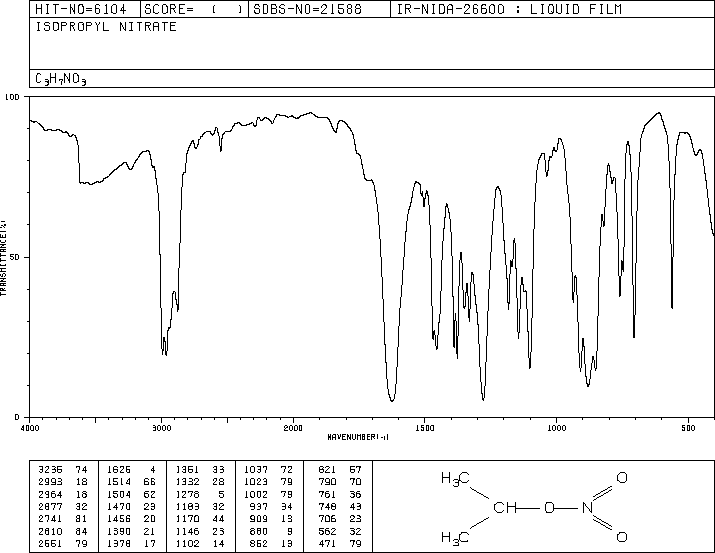 HIT-NO=6104 SCORE= ( ) SDBS-NO=21588 IR-NIDA-26600 : LIQUID FILM
ISOPROPYL NITRATE
C3H7NO3
100
50
0
TRANSMITTANCE(%)
4000 3000 2000 1500 1000 500
WAVENUMBER(-1)
3236 74 1626 4 1351 33 1037 72 821 57
2993 18 1514 66 1332 28 1023 79 790 70
2984 18 1504 62 1278 5 1002 79 761 36
2877 32 1470 23 1183 32 937 34 748 43
2741 81 1456 20 1170 44 909 13 706 23
2610 84 1390 21 1146 23 880 9 562 32
2551 79 1378 17 1102 14 852 13 471 79
H3C O
CH O N
H3C O